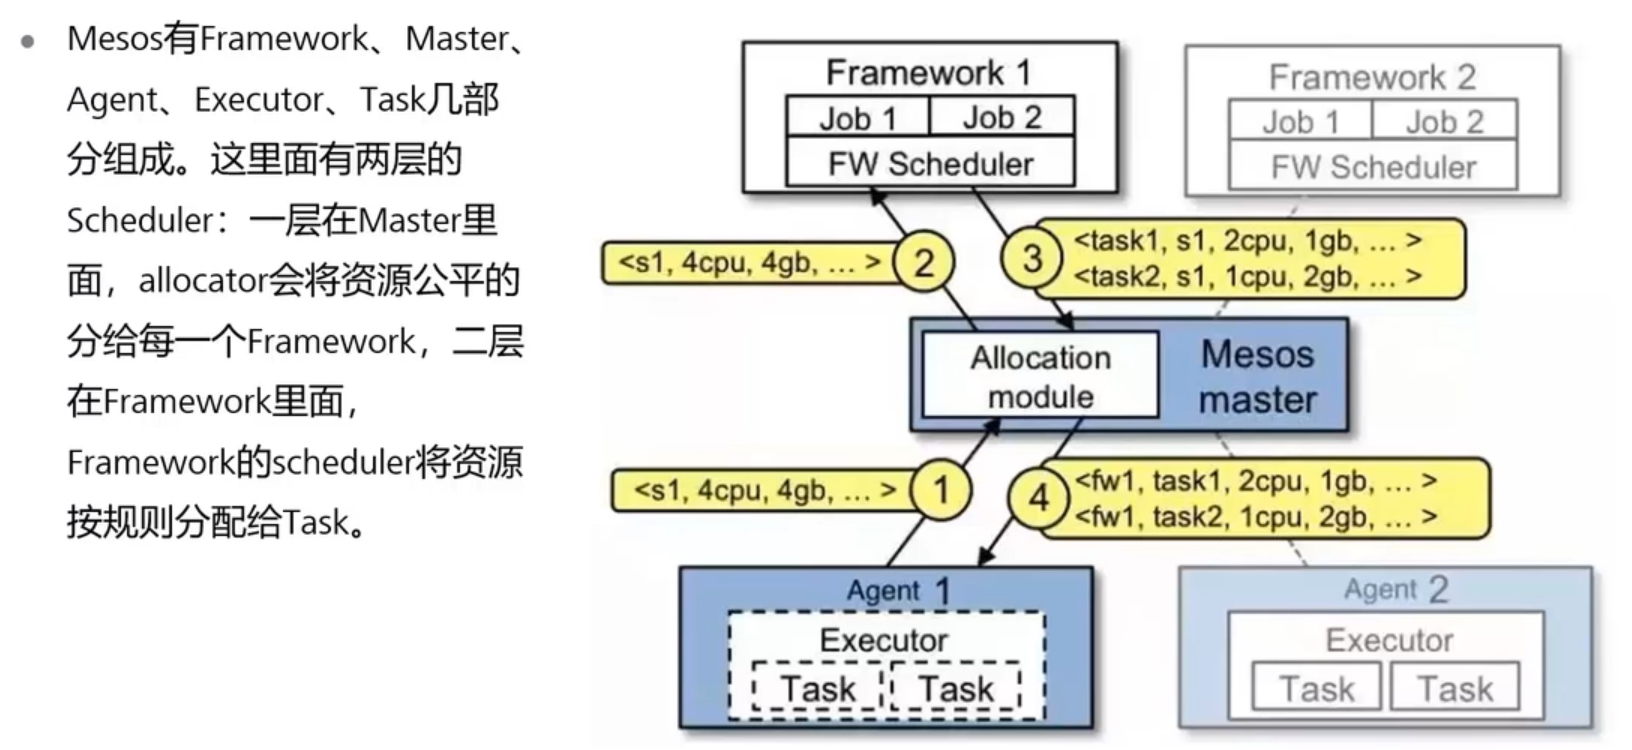 Mesos有Framework、Master、
Agent、Executor、Task几部
分组成。这里面有两层的
Scheduler：一层在Master里
面，allocator会将资源公平的
分给每一个Framework，二层
在Framework里面，
Framework的scheduler将资源
按规则分配给Task。
Framework 1
Job 1
Job 2
FW Scheduler
Framework 2
Job 1
Job 2
FW Scheduler
<s1, 4cpu, 4gb, ... >
2
3
<task1, s1, 2cpu, 1gb, ... >
<task2, s1, 1cpu, 2gb, ... >
Allocation
module
Mesos
master
<s1, 4cpu, 4gb, ... >
1
4
<fw1, task1, 2cpu, 1gb, ... >
<fw1, task2, 1cpu, 2gb, ... >
Agent 1
Executor
Task
Task
Agent 2
Executor
Task
Task